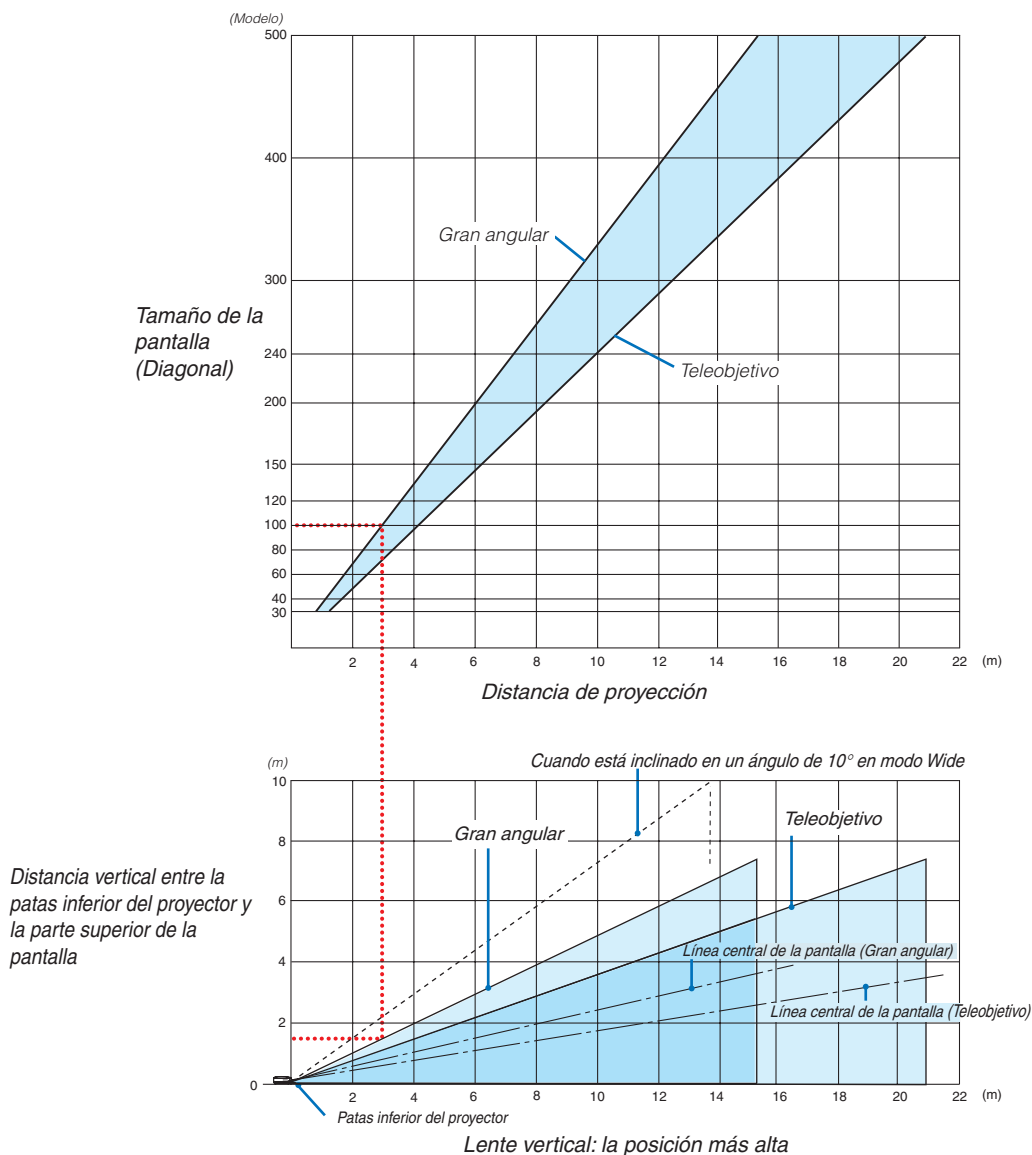 (Modelo)
500
400
300
240
200
150
120
100
80
60
40
30
Gran angular
Teleobjetivo
Tamaño de la
pantalla
(Diagonal)
2 4 6 8 10 12 14 16 18 20 22 (m)
Distancia de proyección
(m)
10
8
6
4
2
0
Cuando está inclinado en un ángulo de 10° en modo Wide
Gran angular
Teleobjetivo
Distancia vertical entre la
patas inferior del proyector y
la parte superior de la
pantalla
Línea central de la pantalla (Gran angular)
Línea central de la pantalla (Teleobjetivo)
2 4 6 8 10 12 14 16 18 20 22 (m)
Patas inferior del proyector
Lente vertical: la posición más alta